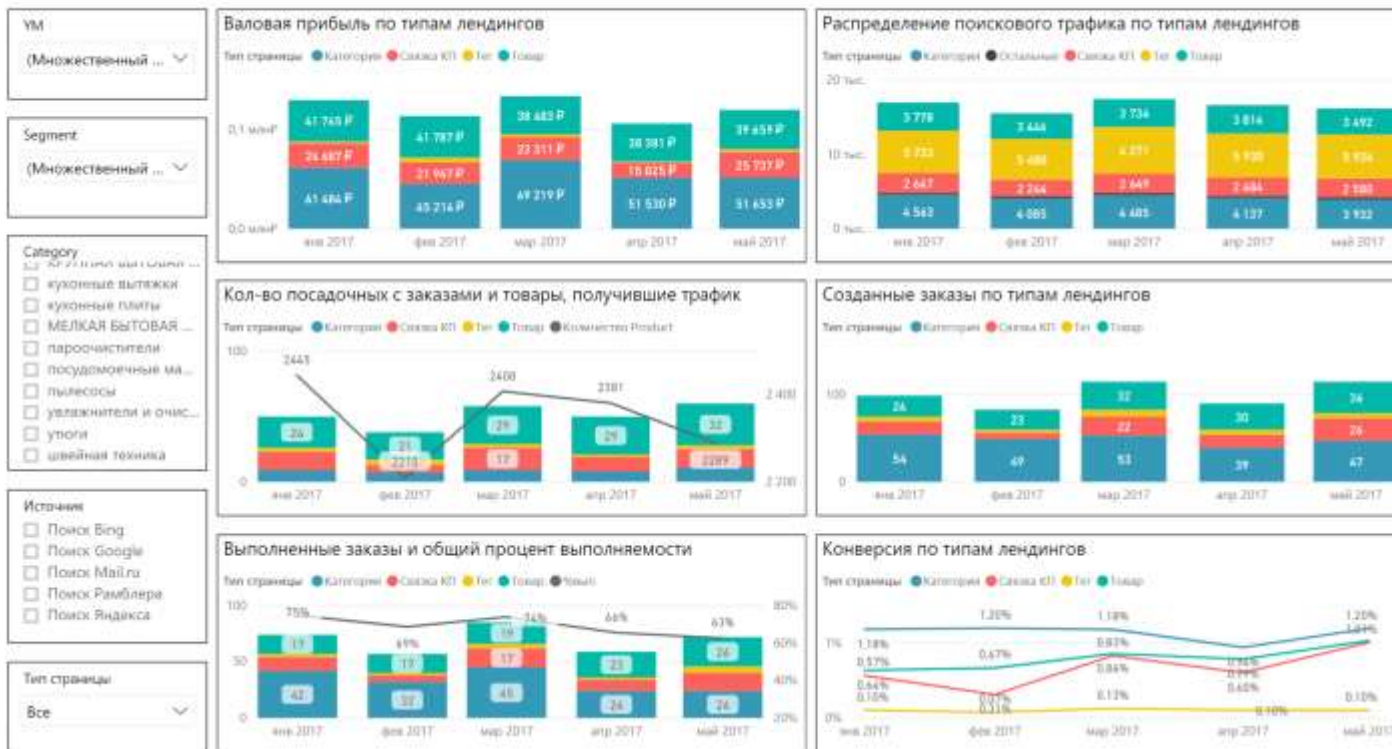 YM
(Множественный ...
Segment
(Множественный ...
Category
кухонные вытяжки
кухонные плиты
МЕЛКАЯ БЫТОВАЯ ...
пароочистители
посудомоечные ма...
пылесосы
увлажнители и очис...
утюги
швейная техника
Источник
Поиск Bing
Поиск Google
Поиск Mail.ru
Поиск Рамблера
Поиск Яндекса
Тип страницы
Все
Валовая прибыль по типам лендингов
Тип страницы Категория Связка КП Тег Товар
0,1 млн₽
0,0 млн₽
41 765 ₽ 41 787 ₽ 38 483 ₽ 38 381 ₽ 39 659 ₽
24 687 ₽ 21 967 ₽ 23 311 ₽ 15 025 ₽ 25 737 ₽
61 484 ₽ 45 214 ₽ 69 219 ₽ 51 530 ₽ 51 653 ₽
янв 2017 фев 2017 мар 2017 апр 2017 май 2017
Распределение поискового трафика по типам лендингов
Тип страницы Категория Остальные Связка КП Тег Товар
20 тыс.
10 тыс.
0 тыс.
3 778 3 446 3 734 3 814 3 492
2 647 2 264 2 649
4 563 4 085 4 485 4 137 3 932
янв 2017 фев 2017 мар 2017 апр 2017 май 2017
Кол-во посадочных с заказами и товары, получившие трафик
Тип страницы Категория Связка КП Тег Товар Количество Product
100
0
2 400
2 200
2445 2210 2408 2381 2289
24 21 29 29 32
17
янв 2017 фев 2017 мар 2017 апр 2017 май 2017
Созданные заказы по типам лендингов
Тип страницы Категория Связка КП Тег Товар
100
0
26 23 32 30 36
22 26
54 49 53 39 47
янв 2017 фев 2017 мар 2017 апр 2017 май 2017
Выполненные заказы и общий процент выполняемости
Тип страницы Категория Связка КП Тег Товар
100
50
0
80%
60%
40%
20%
75% 69% 74% 66% 63%
17 17 19 23 26
17
42 32 45 24 24
янв 2017 фев 2017 мар 2017 апр 2017 май 2017
Конверсия по типам лендингов
Тип страницы Категория Связка КП Тег Товар
1%
0%
1,20% 1,18% 1,20%
1,18%
0,57% 0,67% 0,83%
0,64% 0,84% 0,60%
0,10% 0,13% 0,10% 0,10%
янв 2017 фев 2017 мар 2017 апр 2017 май 2017